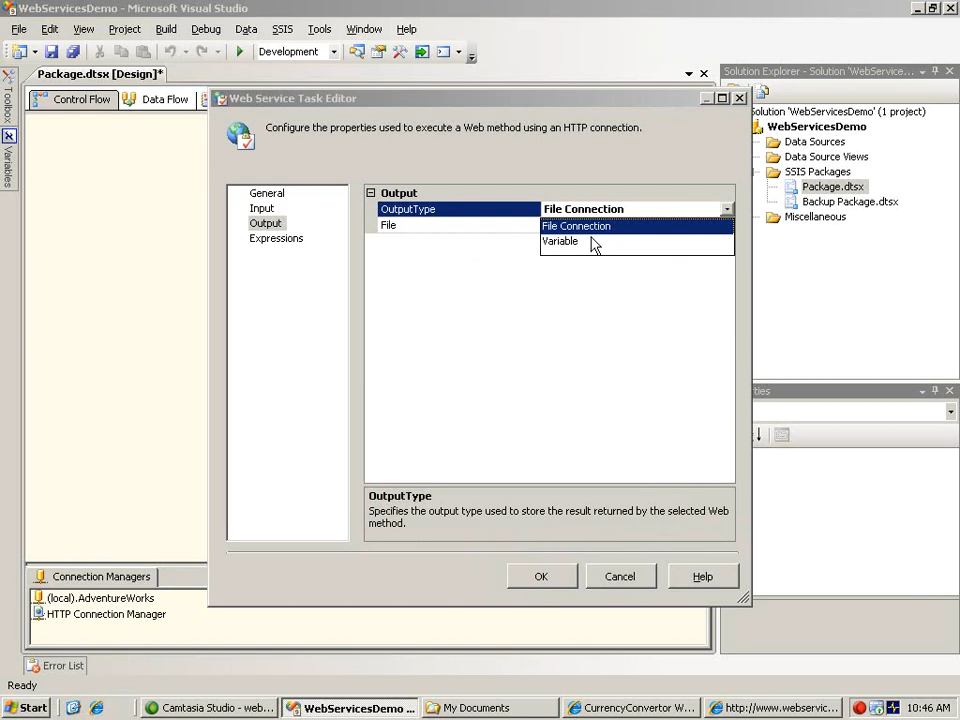 WebServicesDemo - Microsoft Visual Studio
File Edit View Project Build Debug Data SSIS Tools Window Help
Development
Package.dtsx [Design]*
Control Flow
Data Flow
Toolbox
Variables
Web Service Task Editor
Configure the properties used to execute a Web method using an HTTP connection.
General
Input
Output
Expressions
Output
OutputType File Connection
File
File Connection
Variable
OutputType
Specifies the output type used to store the result returned by the selected Web
method.
OK Cancel Help
Solution Explorer - Solution 'WebService...
olution 'WebServicesDemo' (1 project)
WebServicesDemo
Data Sources
Data Source Views
SSIS Packages
Package.dtsx
Backup Package.dtsx
Miscellaneous
erties
Connection Managers
(local).AdventureWorks
HTTP Connection Manager
Error List
Ready
Start
Camtasia Studio - web...
WebServicesDemo ...
My Documents
CurrencyConvertor W...
http://www.webservic...
10:46 AM